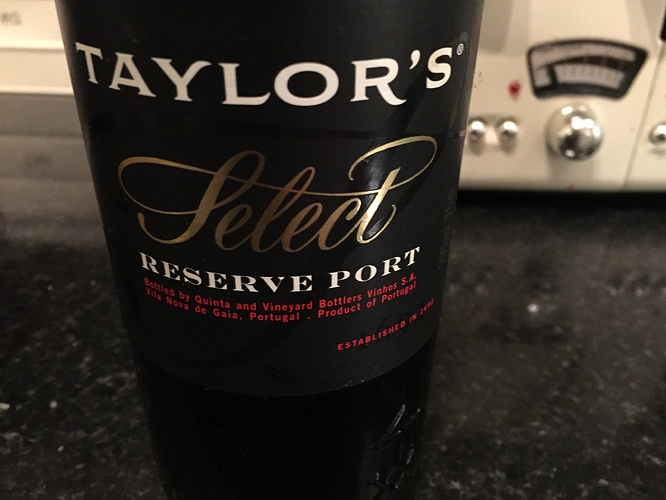 TAYLOR'S®
Select
RESERVE PORT
Bottled by Quinta and Vineyard Bottlers Vinhos S.A.
Vila Nova de Gaia, Portugal . Product of Portugal
ESTABLISHED IN 1692